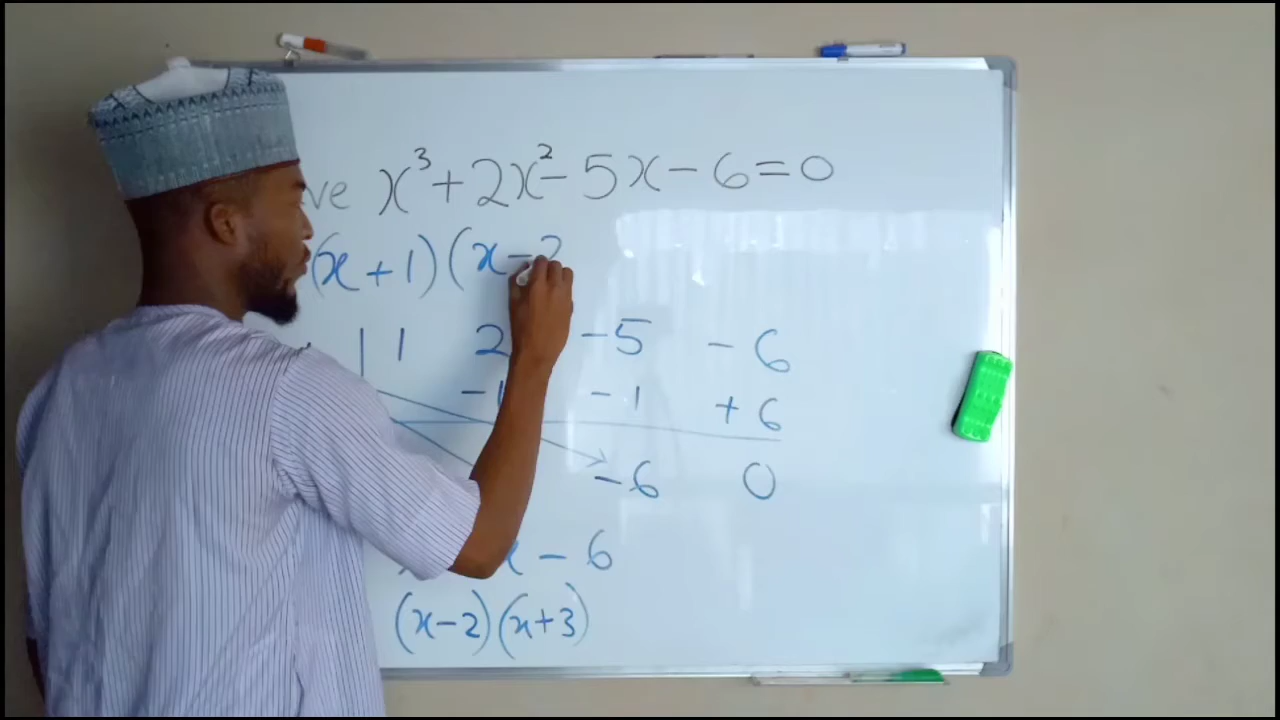 ve x³ + 2x² - 5x - 6 = 0
(x + 1)(x - 2
| 1 2 - 5 - 6
- 1 - 1 + 6
- 6 0
x - 6
(x - 2)(x + 3)